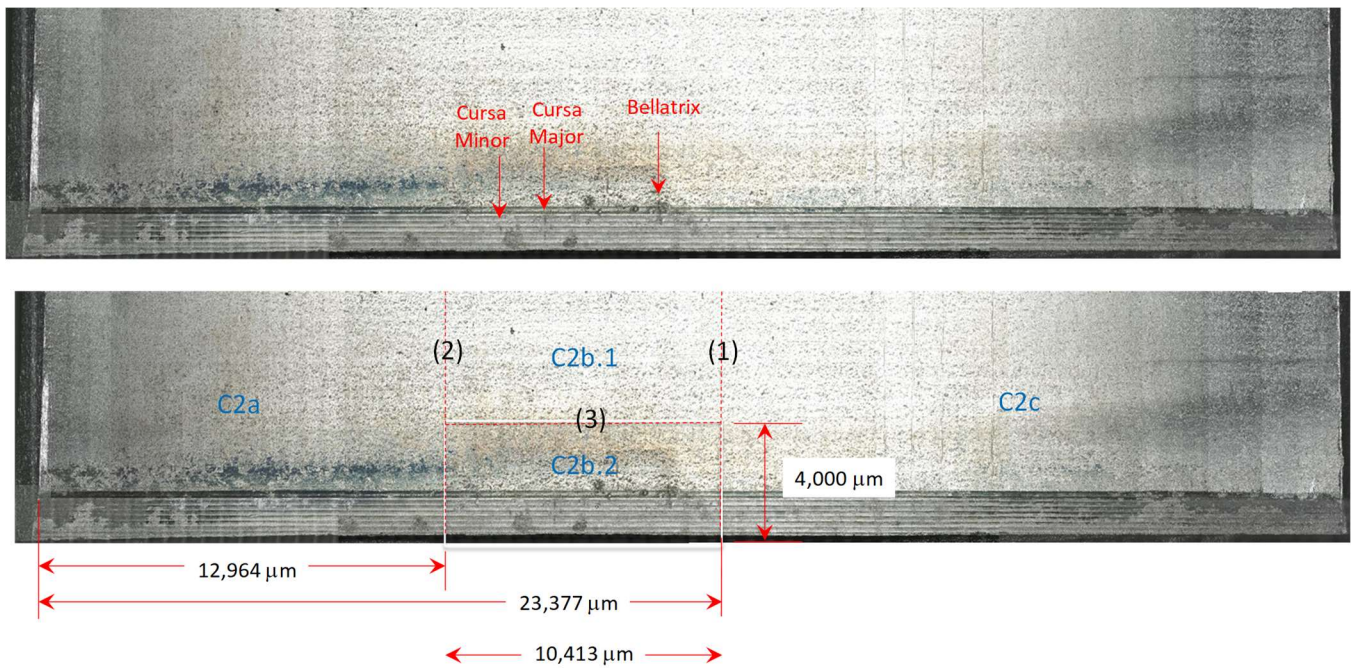 Cursa
Minor
Cursa
Major
Bellatrix
(2)
C2b.1
(1)
C2a
(3)
C2c
C2b.2
4,000 μm
12,964 μm
23,377 μm
10,413 μm